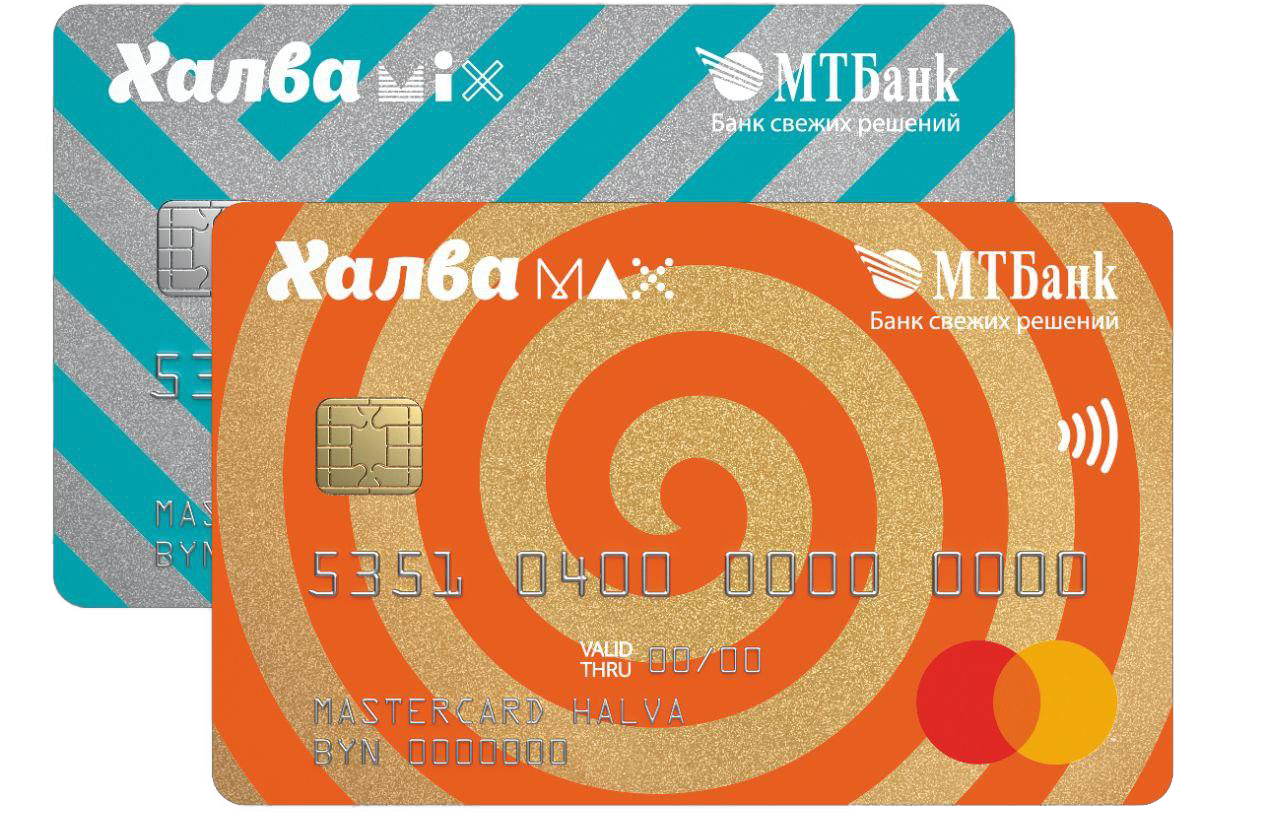 Халва MiX
МТБанк
Банк свежих решений
53
MAS
BYN
Халва MAX
МТБанк
Банк свежих решений
5351 0400 0000 0000
VALID
THRU 00/00
MASTERCARD HALVA
BYN 0000000